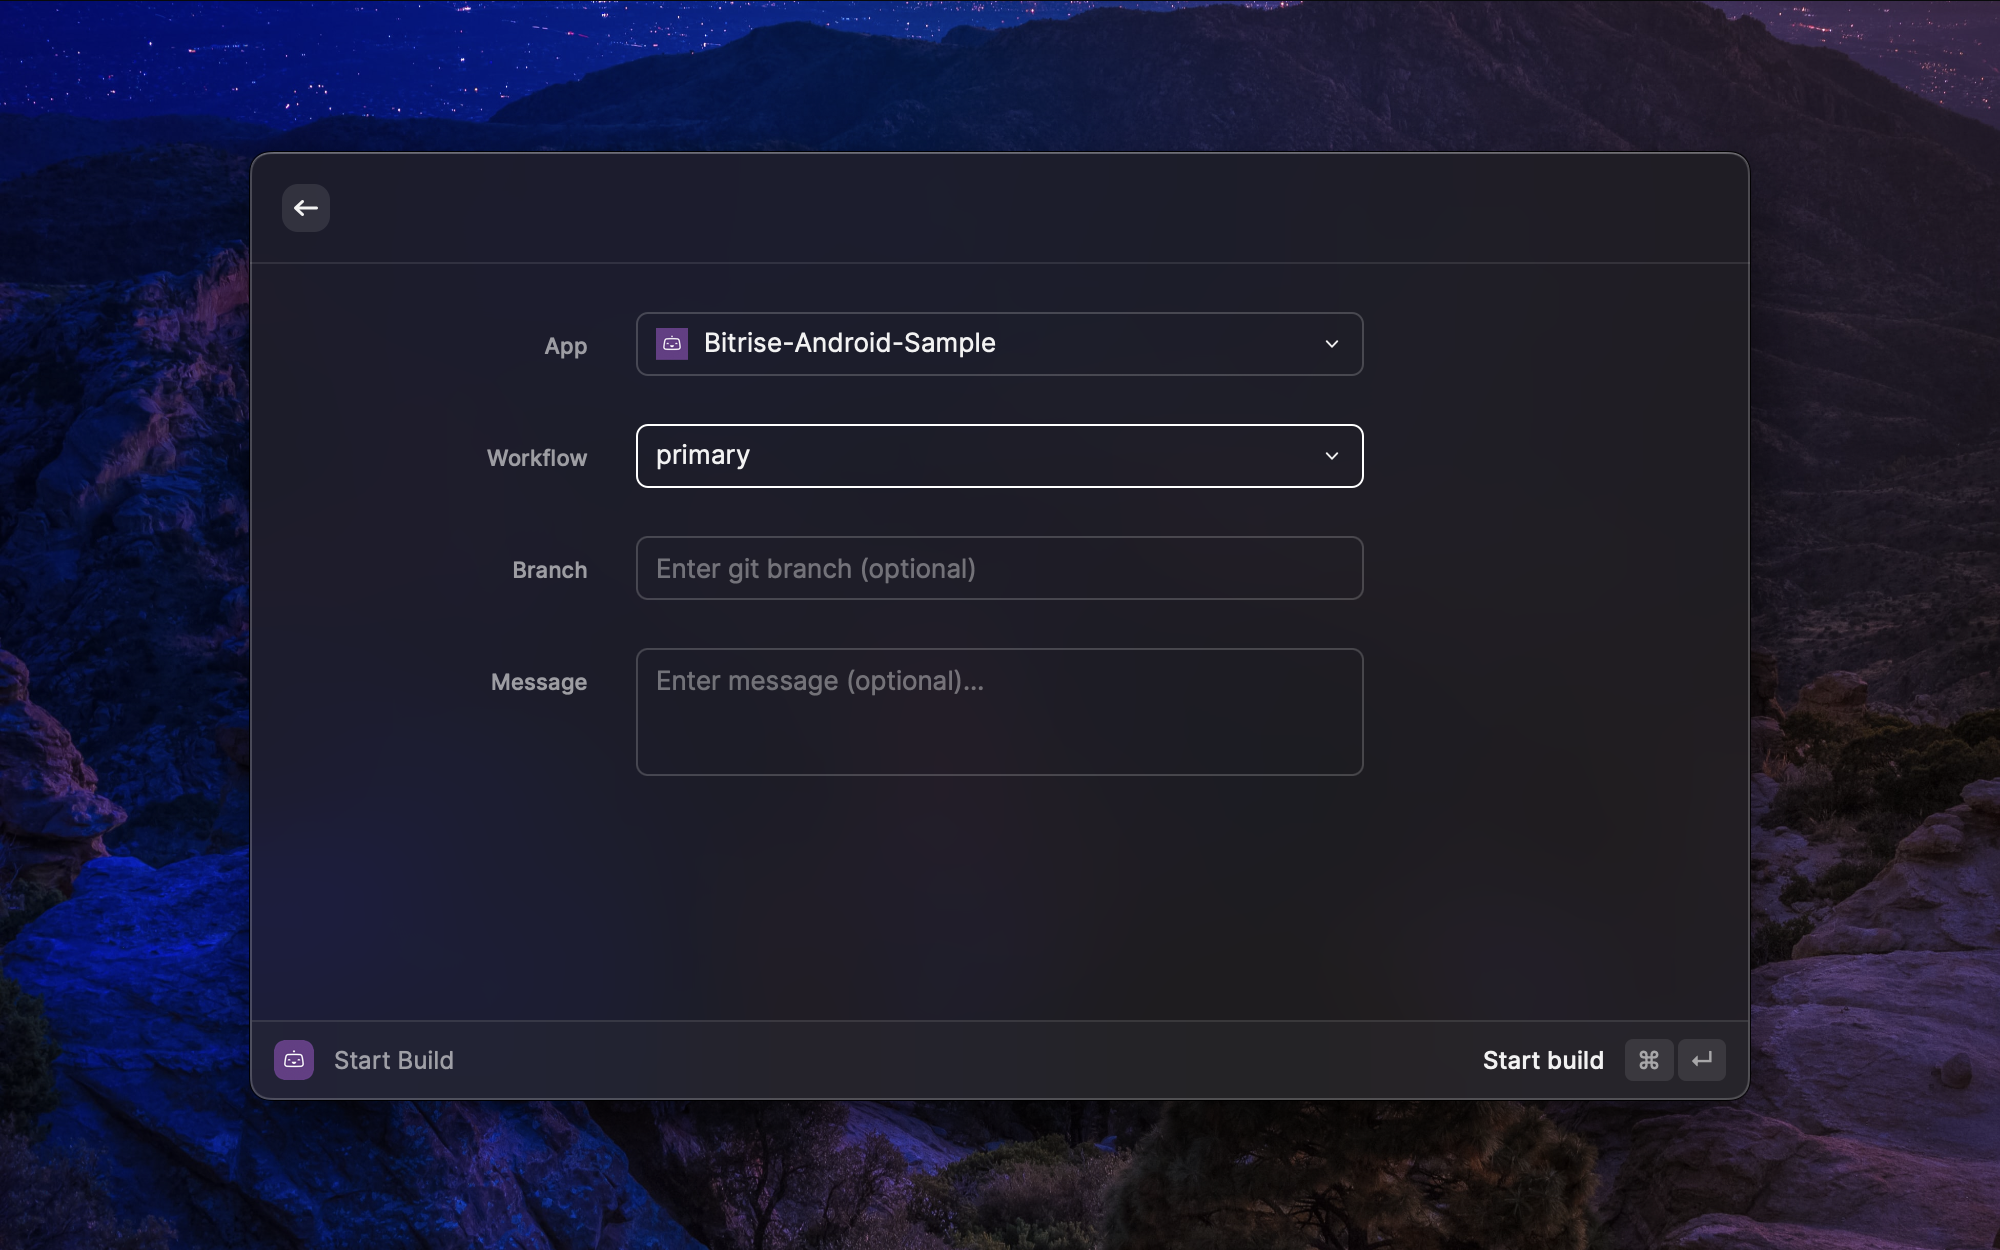 App
Bitrise-Android-Sample
Workflow
primary
Branch
Enter git branch (optional)
Message
Enter message (optional)...
Start Build
Start build ⌘ ↵